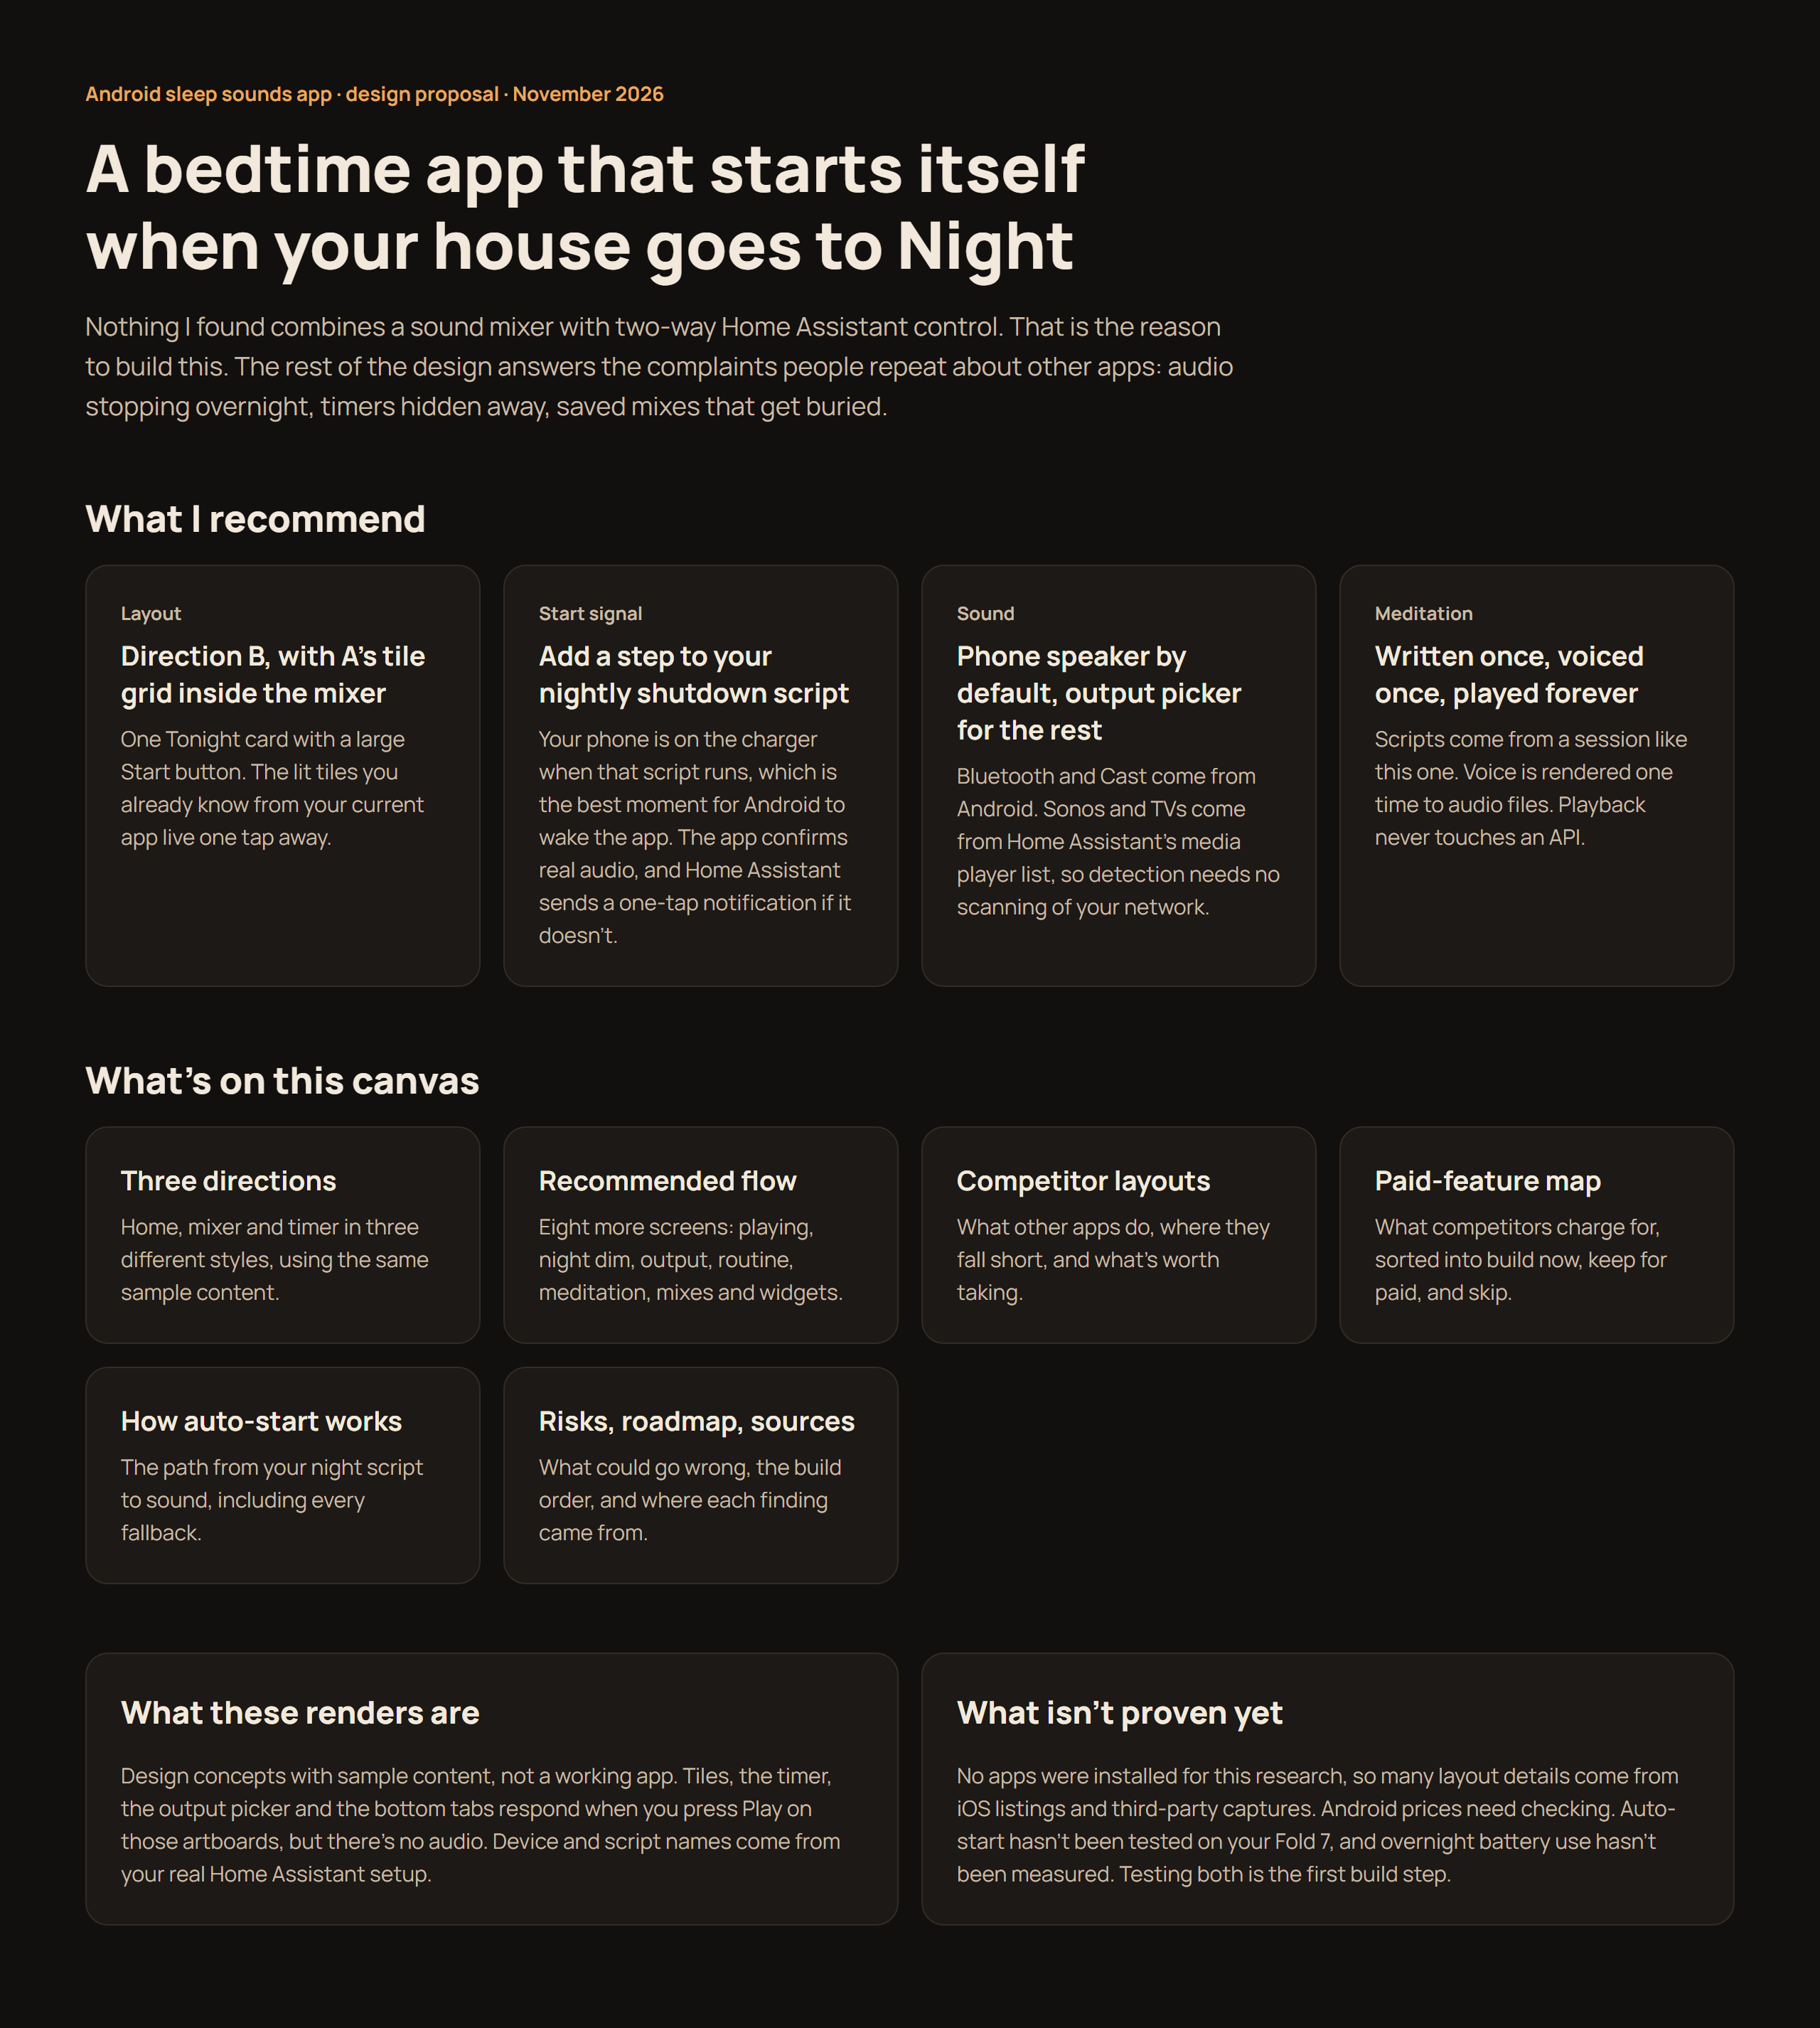 Android sleep sounds app · design proposal · November 2026
A bedtime app that starts itself
when your house goes to Night
Nothing I found combines a sound mixer with two-way Home Assistant control. That is the reason
to build this. The rest of the design answers the complaints people repeat about other apps: audio
stopping overnight, timers hidden away, saved mixes that get buried.
What I recommend
Layout
Direction B, with A’s tile
grid inside the mixer
One Tonight card with a large
Start button. The lit tiles you
already know from your current
app live one tap away.
Start signal
Add a step to your
nightly shutdown script
Your phone is on the charger
when that script runs, which is
the best moment for Android to
wake the app. The app confirms
real audio, and Home Assistant
sends a one-tap notification if it
doesn’t.
Sound
Phone speaker by
default, output picker
for the rest
Bluetooth and Cast come from
Android. Sonos and TVs come
from Home Assistant’s media
player list, so detection needs no
scanning of your network.
Meditation
Written once, voiced
once, played forever
Scripts come from a session like
this one. Voice is rendered one
time to audio files. Playback
never touches an API.
What’s on this canvas
Three directions
Home, mixer and timer in three
different styles, using the same
sample content.
Recommended flow
Eight more screens: playing,
night dim, output, routine,
meditation, mixes and widgets.
Competitor layouts
What other apps do, where they
fall short, and what’s worth
taking.
Paid-feature map
What competitors charge for,
sorted into build now, keep for
paid, and skip.
How auto-start works
The path from your night script
to sound, including every
fallback.
Risks, roadmap, sources
What could go wrong, the build
order, and where each finding
came from.
What these renders are
Design concepts with sample content, not a working app. Tiles, the timer,
the output picker and the bottom tabs respond when you press Play on
those artboards, but there’s no audio. Device and script names come from
your real Home Assistant setup.
What isn’t proven yet
No apps were installed for this research, so many layout details come from
iOS listings and third-party captures. Android prices need checking. Auto-
start hasn’t been tested on your Fold 7, and overnight battery use hasn’t
been measured. Testing both is the first build step.